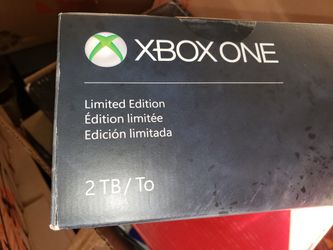 XBOX ONE
Limited Edition
Édition limitée
Edición limitada
2 TB / To